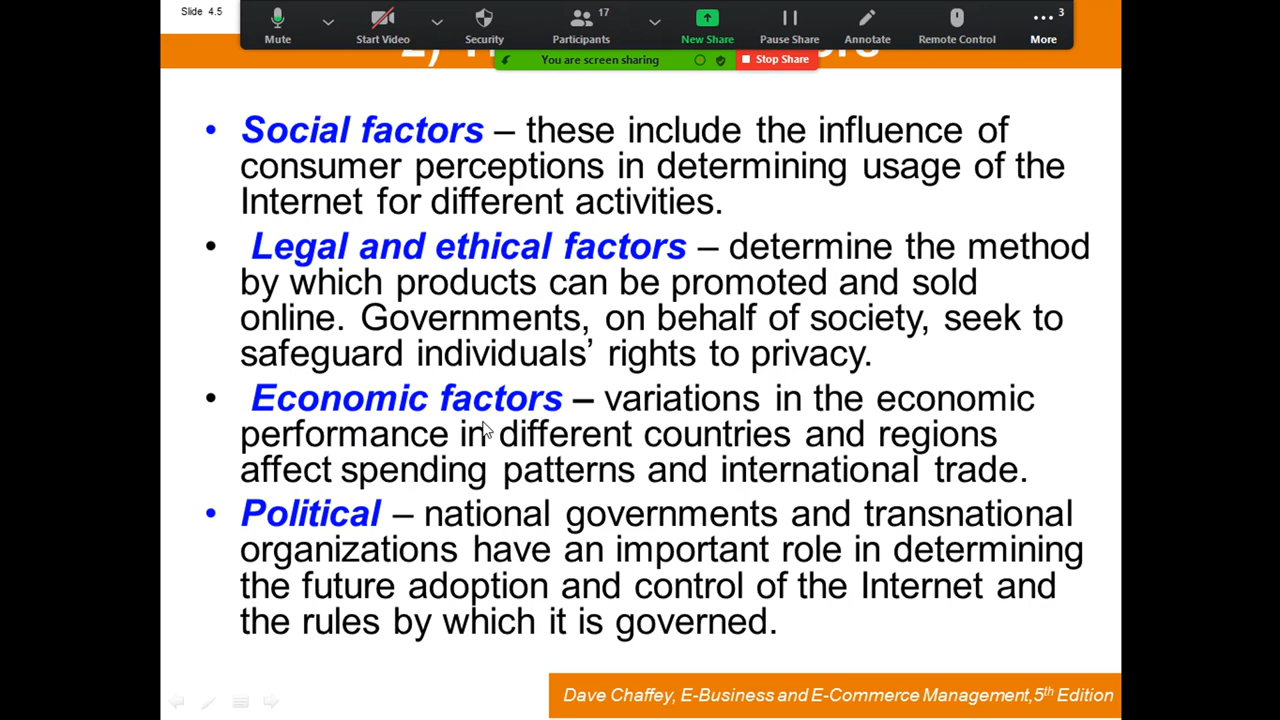 Slide 4.5
17
3
Mute Start Video Security Participants New Share Pause Share Annotate Remote Control More
You are screen sharing Stop Share
2)
• Social factors – these include the influence of
consumer perceptions in determining usage of the
Internet for different activities.
• Legal and ethical factors – determine the method
by which products can be promoted and sold
online. Governments, on behalf of society, seek to
safeguard individuals’ rights to privacy.
• Economic factors – variations in the economic
performance in different countries and regions
affect spending patterns and international trade.
• Political – national governments and transnational
organizations have an important role in determining
the future adoption and control of the Internet and
the rules by which it is governed.
Dave Chaffey, E-Business and E-Commerce Management,5th Edition